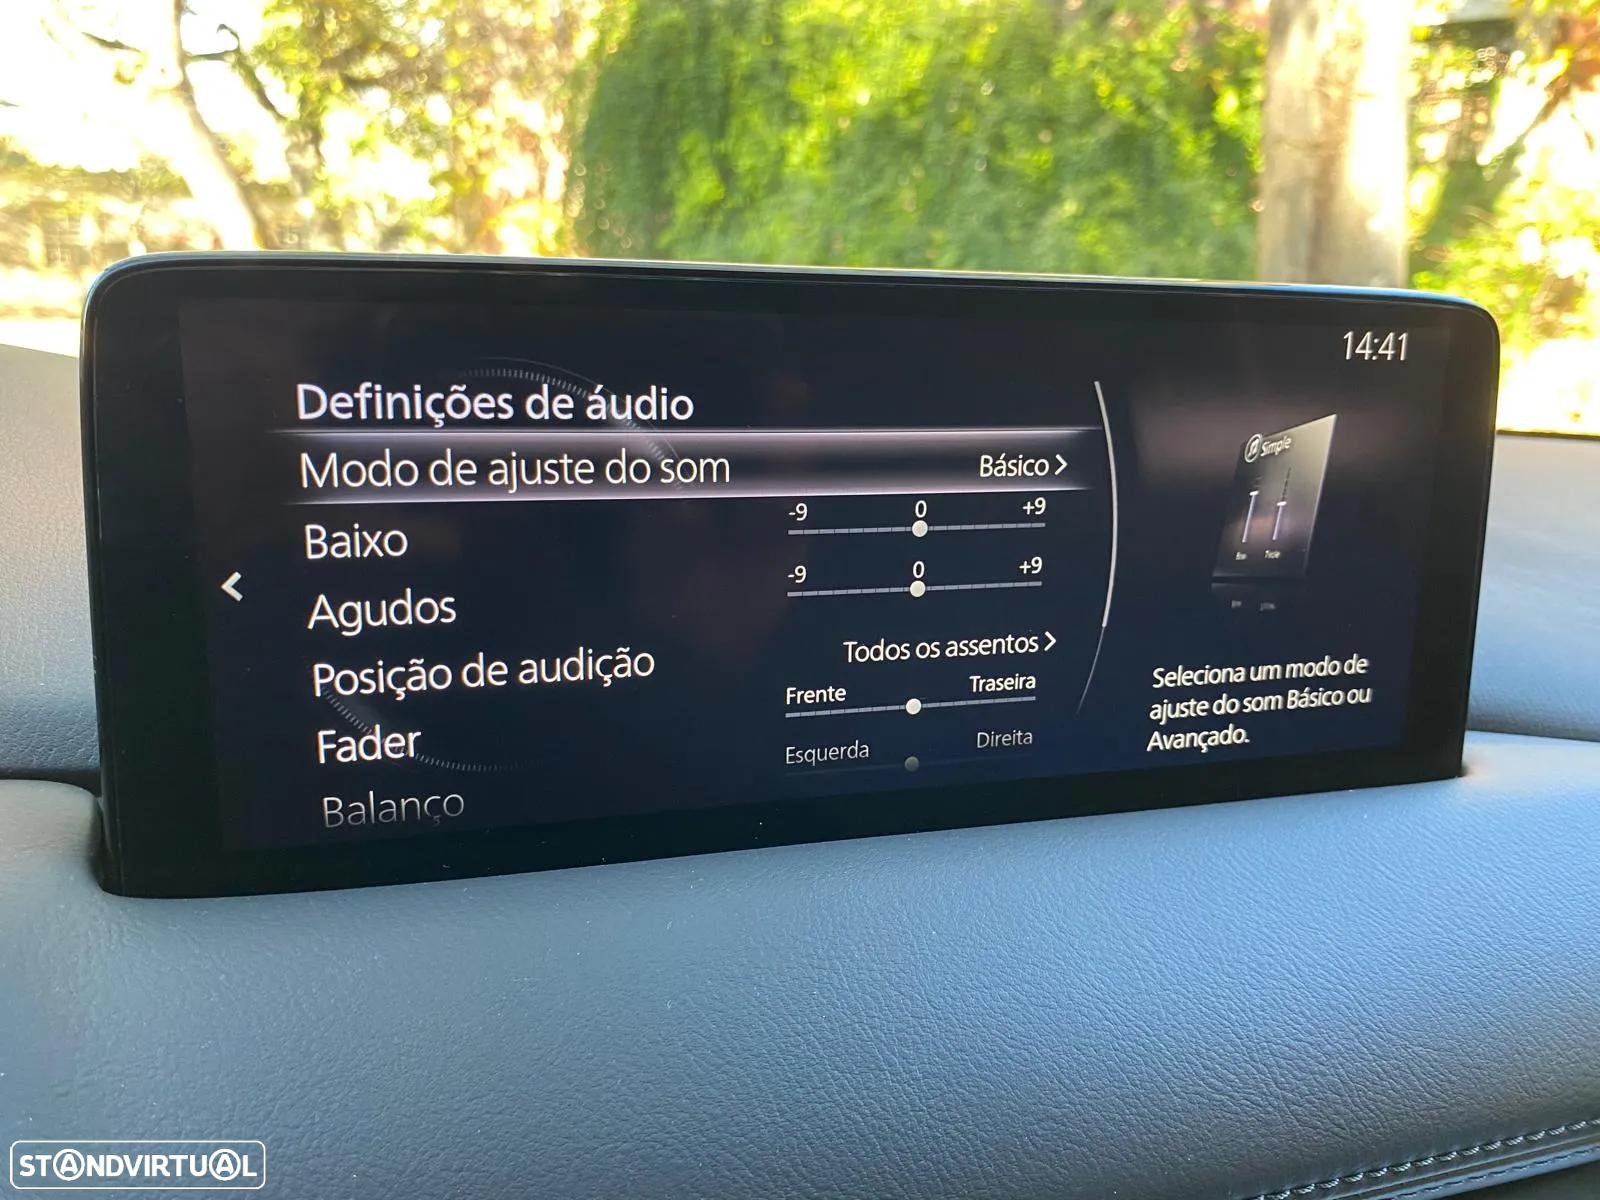 14:41
Definições de áudio
Modo de ajuste do som Básico
Baixo -9 0 +9
Agudos -9 0 +9
Posição de audição Todos os assentos
Fader Frente Traseira
Balanço Esquerda Direita
Simple
Seleciona um modo de
ajuste do som Básico ou
Avançado.
STANDVIRTUAL